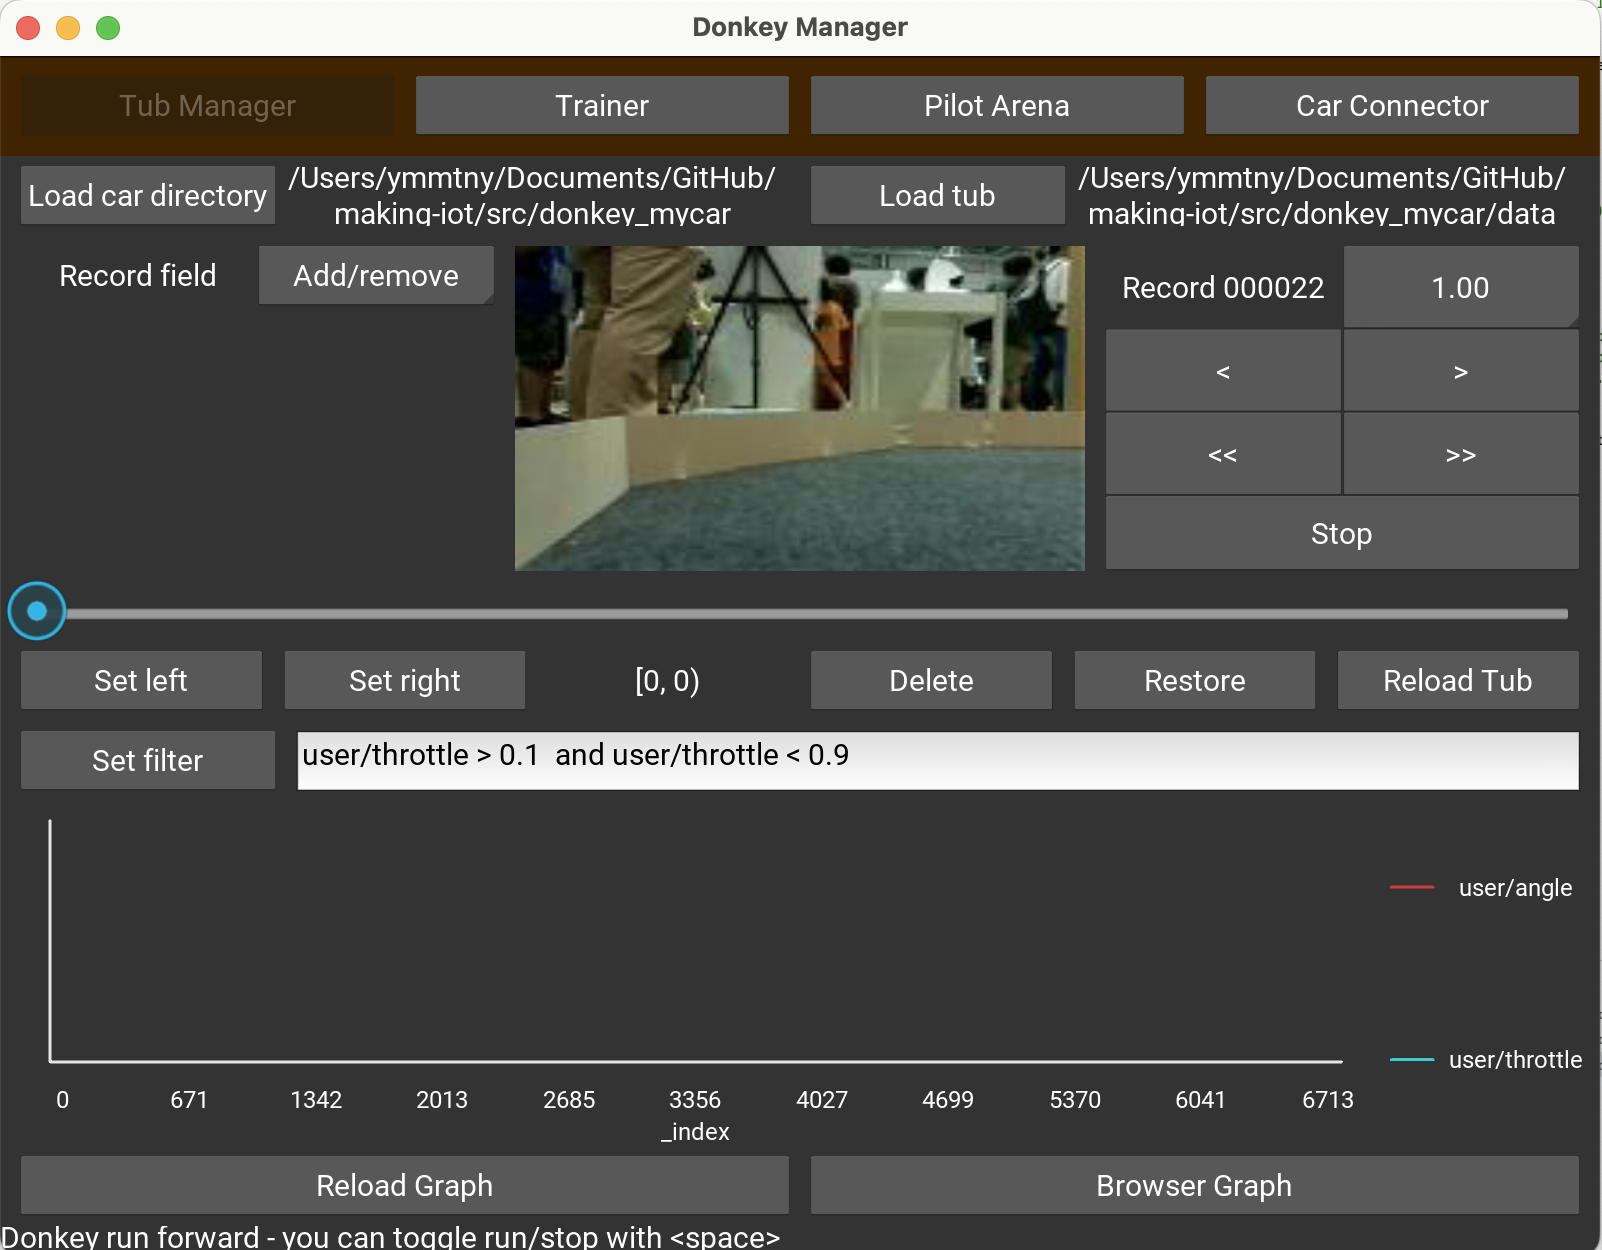 Donkey Manager
Tub Manager
Trainer
Pilot Arena
Car Connector
Load car directory
/Users/ymmtny/Documents/GitHub/
making-iot/src/donkey_mycar
Load tub
/Users/ymmtny/Documents/GitHub/
making-iot/src/donkey_mycar/data
Record field
Add/remove
Record 000022
1.00
<
>
<<
>>
Stop
Set left
Set right
[0, 0)
Delete
Restore
Reload Tub
Set filter
user/throttle > 0.1  and user/throttle < 0.9
user/angle
user/throttle
0 671 1342 2013 2685 3356 4027 4699 5370 6041 6713
_index
Reload Graph
Browser Graph
Donkey run forward - you can toggle run/stop with <space>